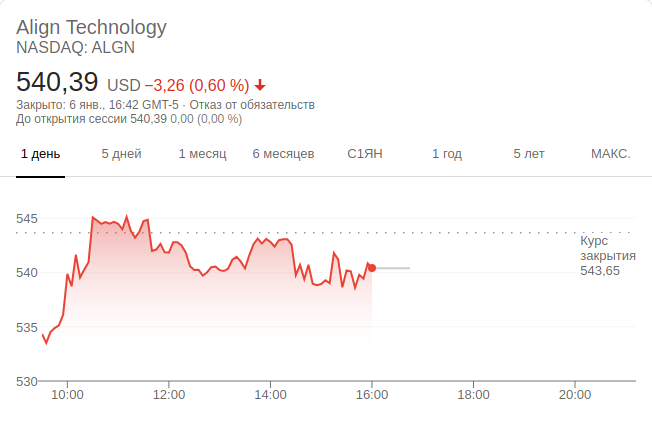 Align Technology
NASDAQ: ALGN
540,39 USD −3,26 (0,60 %)
Закрыто: 6 янв., 16:42 GMT-5 · Отказ от обязательств
До открытия сессии 540,39 0,00 (0,00 %)
1 день 5 дней 1 месяц 6 месяцев С1ЯН 1 год 5 лет МАКС.
545
Курс
закрытия
543,65
540
535
530
10:00 12:00 14:00 16:00 18:00 20:00